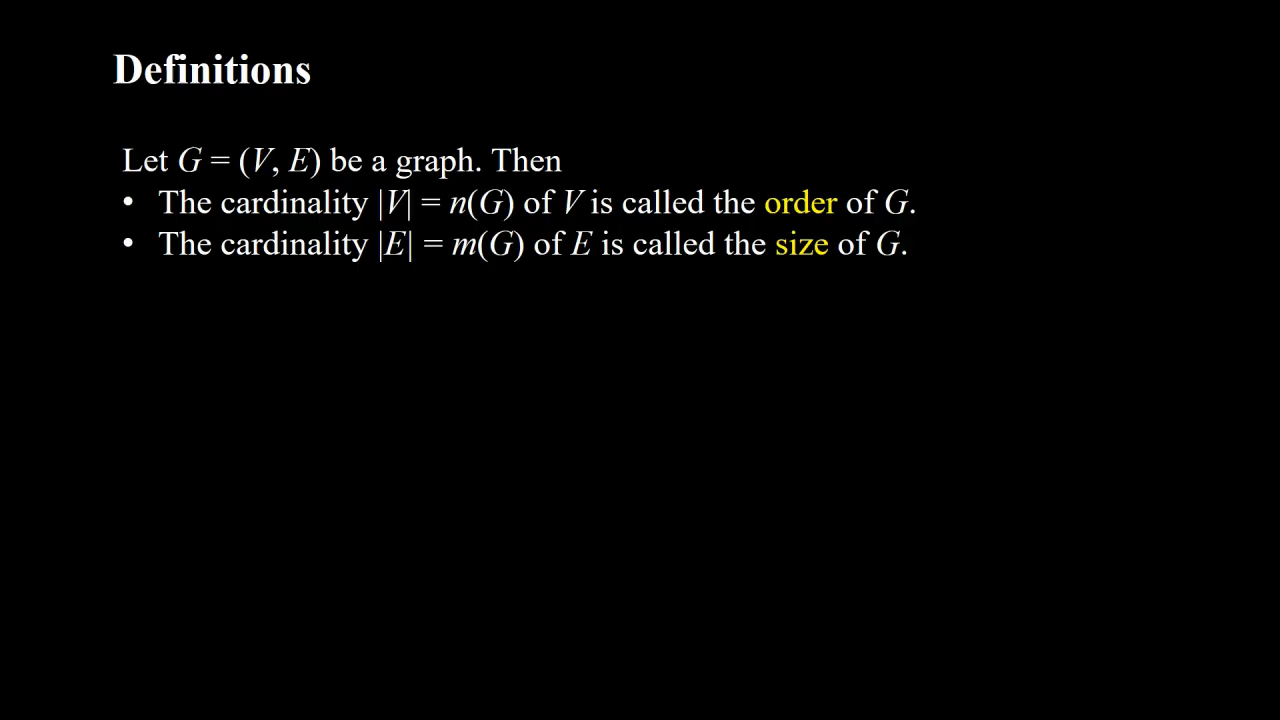 Definitions
Let G = (V, E) be a graph. Then
• The cardinality |V| = n(G) of V is called the order of G.
• The cardinality |E| = m(G) of E is called the size of G.